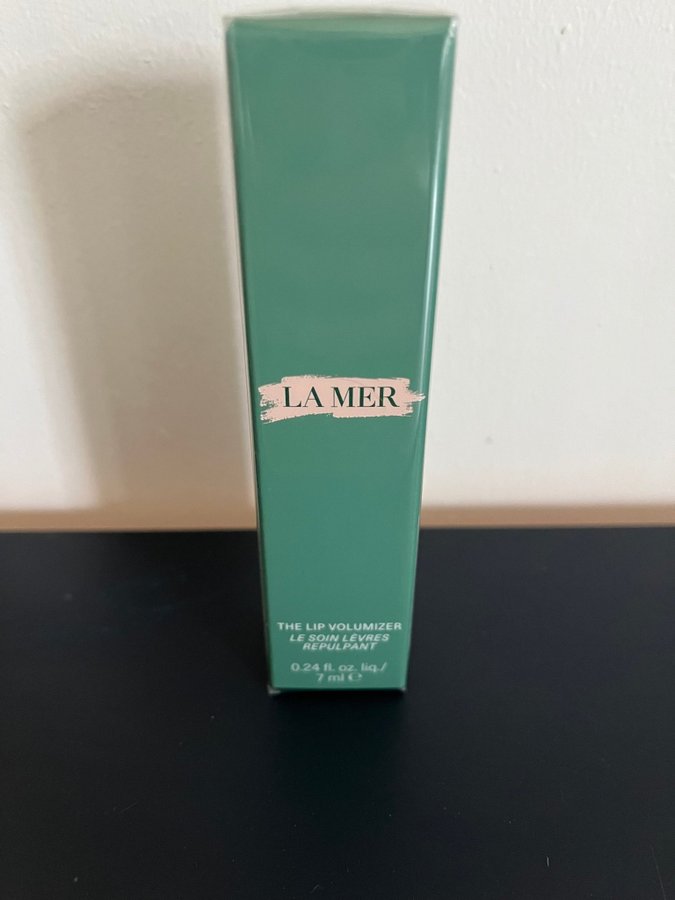 LA MER
THE LIP VOLUMIZER
LE SOIN LÈVRES
REPULPANT
0.24 fl. oz. liq./
7 ml ℮